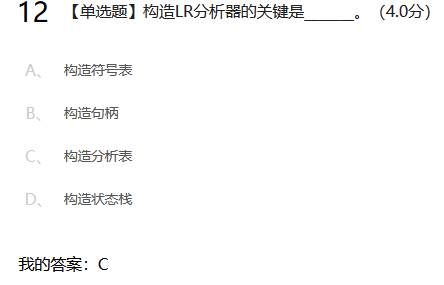 12 【单选题】构造LR分析器的关键是______。（4.0分）
A、 构造符号表
B、 构造句柄
C、 构造分析表
D、 构造状态栈
我的答案：C